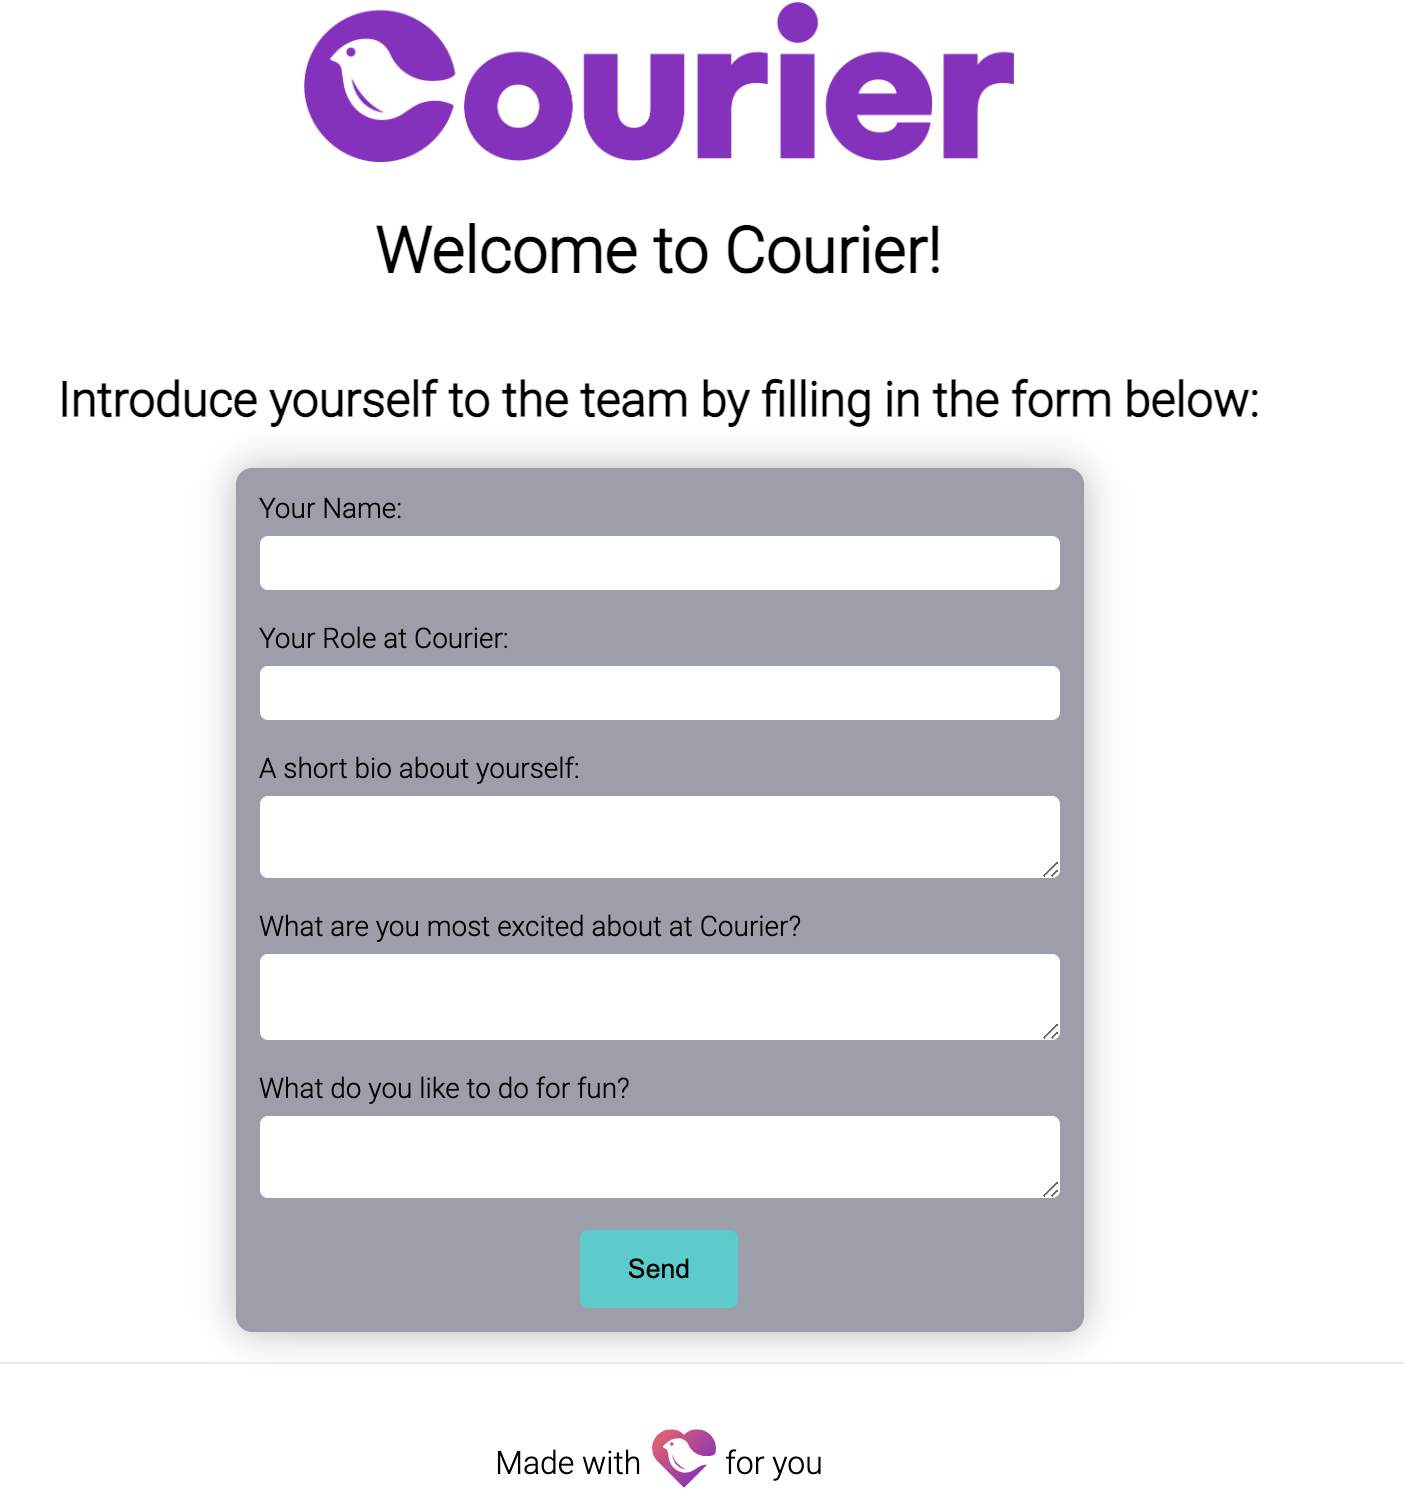 Courier
Welcome to Courier!
Introduce yourself to the team by filling in the form below:
Your Name:
Your Role at Courier:
A short bio about yourself:
What are you most excited about at Courier?
What do you like to do for fun?
Send
Made with for you